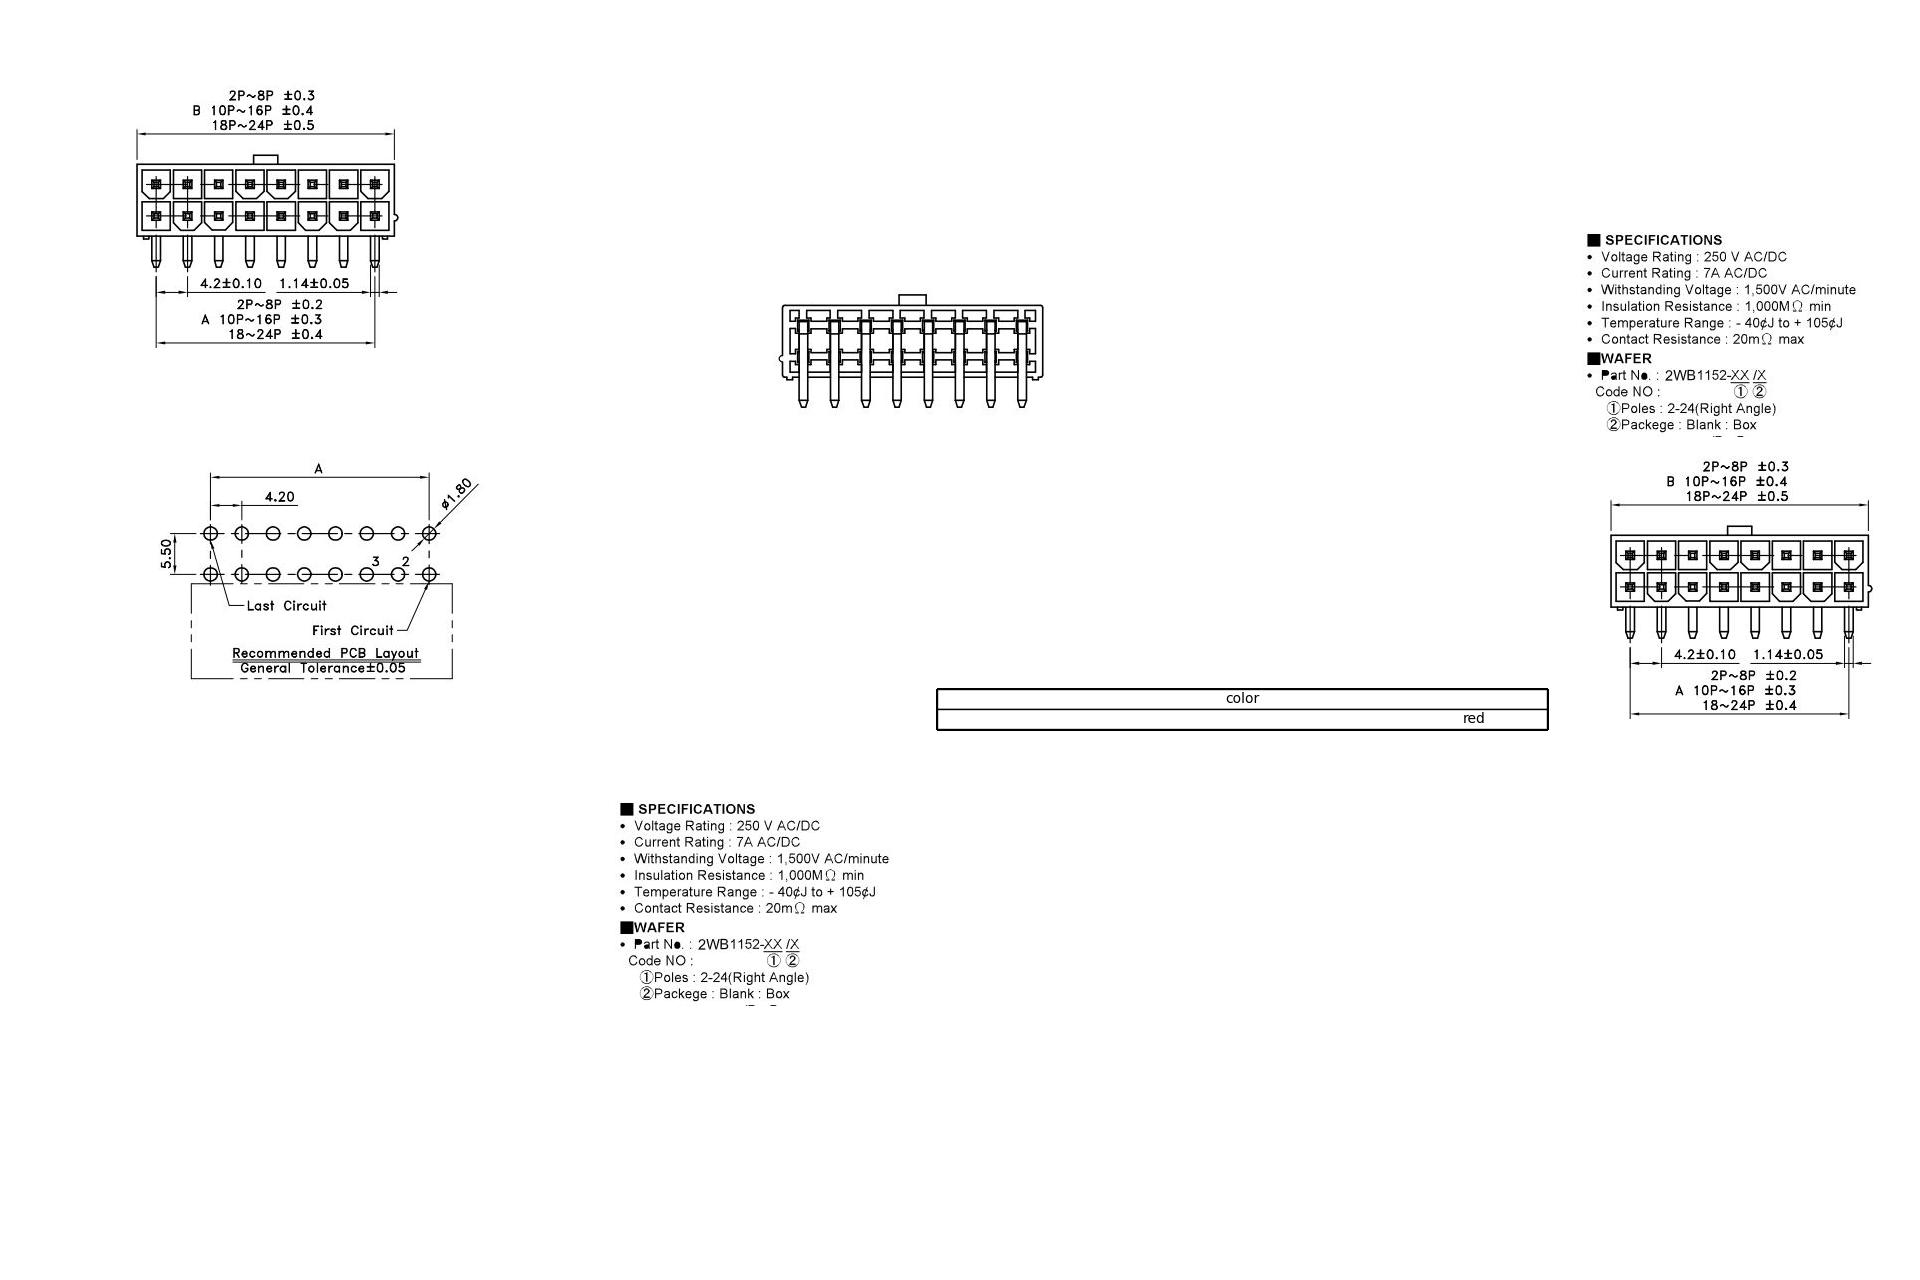 2P~8P ±0.3
B 10P~16P ±0.4
18P~24P ±0.5
4.2±0.10 1.14±0.05
2P~8P ±0.2
A 10P~16P ±0.3
18~24P ±0.4
A
4.20
ø1.80
5.50
3 2
Last Circuit
First Circuit
Recommended PCB Layout
General Tolerance±0.05
SPECIFICATIONS
• Voltage Rating : 250 V AC/DC
• Current Rating : 7A AC/DC
• Withstanding Voltage : 1,500V AC/minute
• Insulation Resistance : 1,000MΩ min
• Temperature Range : - 40¢J to + 105¢J
• Contact Resistance : 20mΩ max
WAFER
• Part No. : 2WB1152-XX /X
Code NO : ① ②
①Poles : 2-24(Right Angle)
②Packege : Blank : Box
2P~8P ±0.3
B 10P~16P ±0.4
18P~24P ±0.5
4.2±0.10 1.14±0.05
2P~8P ±0.2
A 10P~16P ±0.3
18~24P ±0.4
color
red
SPECIFICATIONS
• Voltage Rating : 250 V AC/DC
• Current Rating : 7A AC/DC
• Withstanding Voltage : 1,500V AC/minute
• Insulation Resistance : 1,000MΩ min
• Temperature Range : - 40¢J to + 105¢J
• Contact Resistance : 20mΩ max
WAFER
• Part No. : 2WB1152-XX /X
Code NO : ① ②
①Poles : 2-24(Right Angle)
②Packege : Blank : Box